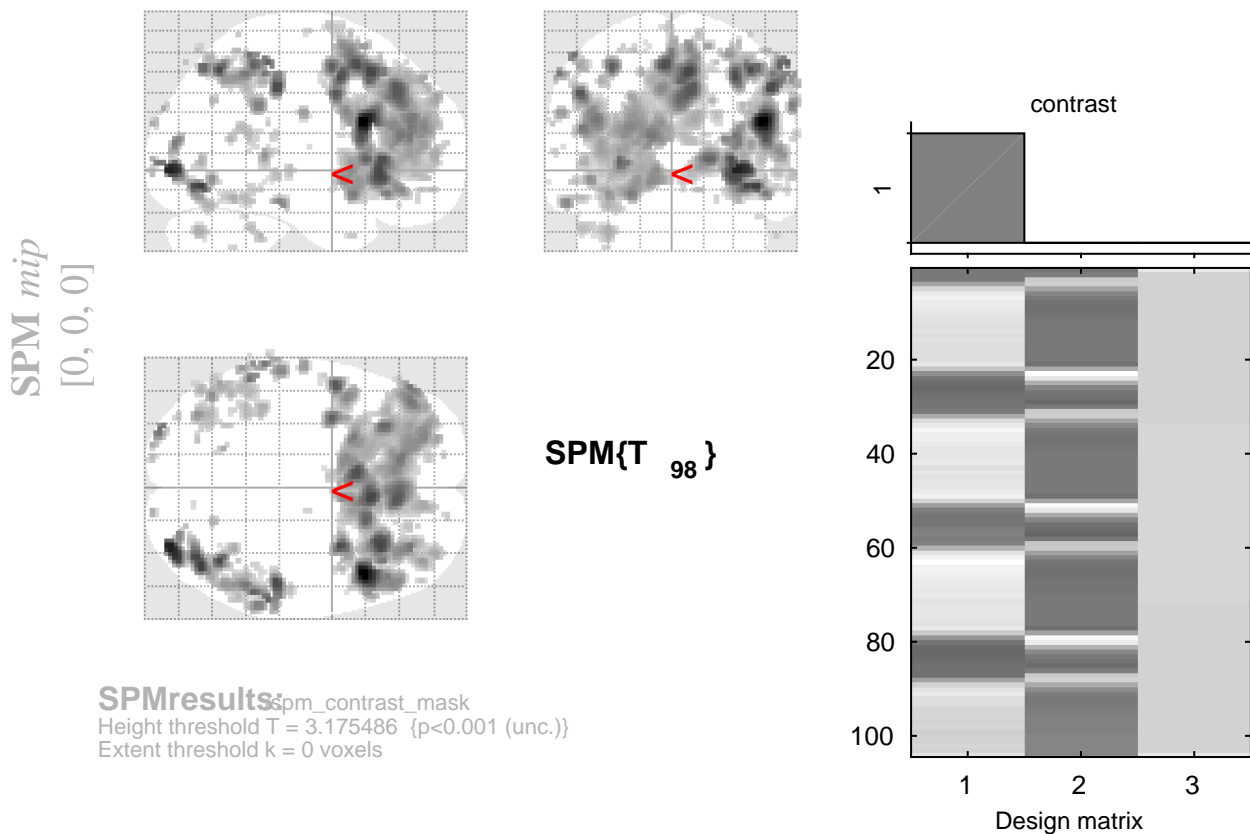 SPM mip
[0, 0, 0]
<
<
<
SPM{T 98}
SPMresults: ./spm_contrast_mask
Height threshold T = 3.175486 {p<0.001 (unc.)}
Extent threshold k = 0 voxels
contrast
1
20
40
60
80
100
1 2 3
Design matrix